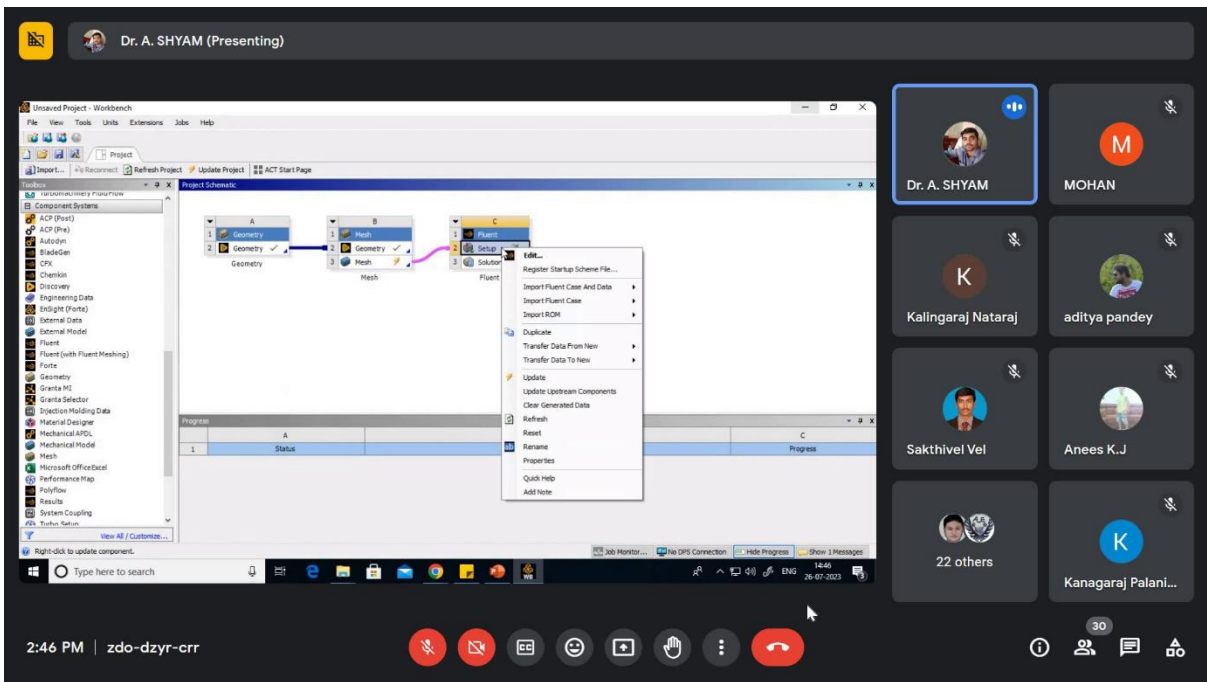 Dr. A. SHYAM (Presenting)
Unsaved Project - Workbench
File View Tools Units Extensions Jobs Help
Project
Import... Reconnect Refresh Project Update Project ACT Start Page
Toolbox
Project Schematic
Turbomachinery Fluid Flow
Component Systems
ACP (Post)
ACP (Pre)
Autodyn
BladeGen
CFX
Chemkin
Discovery
Engineering Data
EnSight (Forte)
External Data
External Model
Fluent
Fluent (with Fluent Meshing)
Forte
Geometry
Granta MI
Granta Selector
Injection Molding Data
Material Designer
Mechanical APDL
Mechanical Model
Mesh
Microsoft Office Excel
Performance Map
Polyflow
Results
System Coupling
Turbo Setup
View All / Customize...
A
1 Geometry
2 Geometry
Geometry
B
1 Mesh
2 Geometry
3 Mesh
Mesh
C
1 Fluent
2 Setup
3 Solution
Fluent
Edit...
Register Startup Scheme File...
Import Fluent Case And Data
Import Fluent Case
Import ROM
Duplicate
Transfer Data From New
Transfer Data To New
Update
Update Upstream Components
Clear Generated Data
Refresh
Reset
Rename
Properties
Quick Help
Add Note
Progress
A C
1 Status Progress
Right-click to update component.
Job Monitor... No DPS Connection Hide Progress Show 1 Messages
Type here to search
WB
ENG
14:46
26-07-2023
3
Dr. A. SHYAM
M
MOHAN
K
Kalingaraj Nataraj
aditya pandey
Sakthivel Vel
Anees K.J
22 others
K
Kanagaraj Palani...
2:46 PM | zdo-dzyr-crr
CC
30